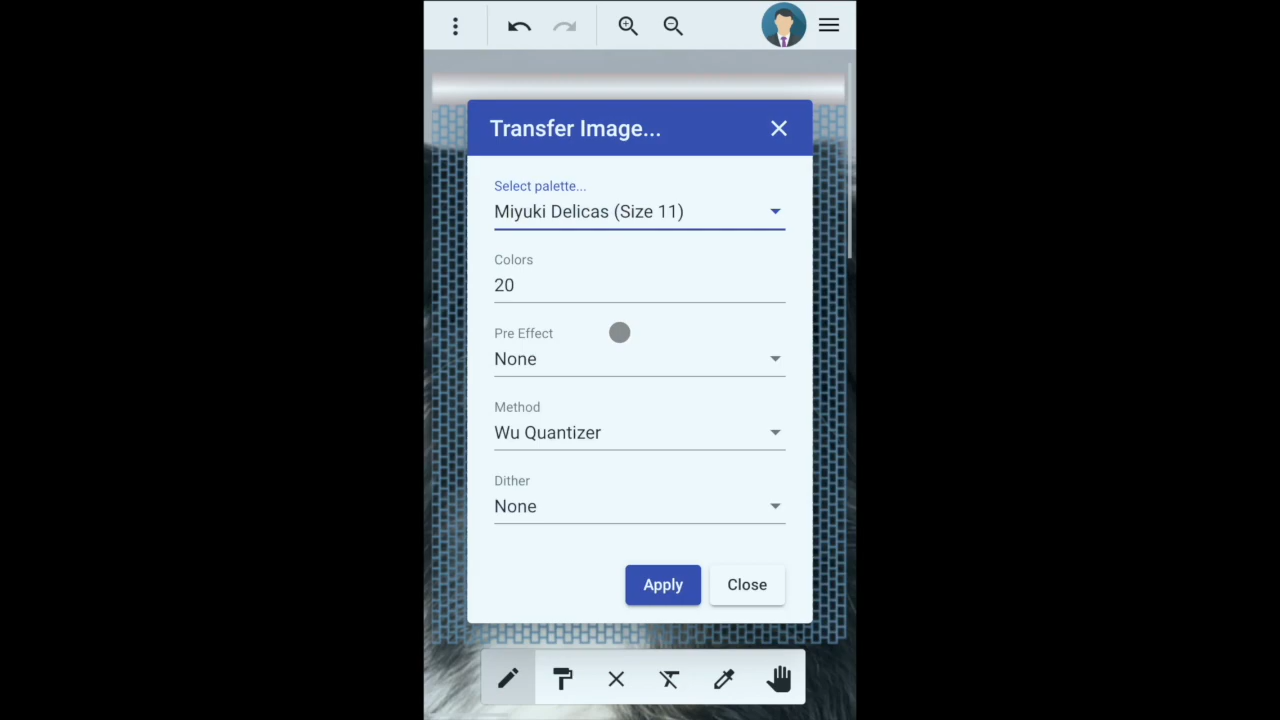 Transfer Image...
Select palette...
Miyuki Delicas (Size 11)
Colors
20
Pre Effect
None
Method
Wu Quantizer
Dither
None
Apply Close